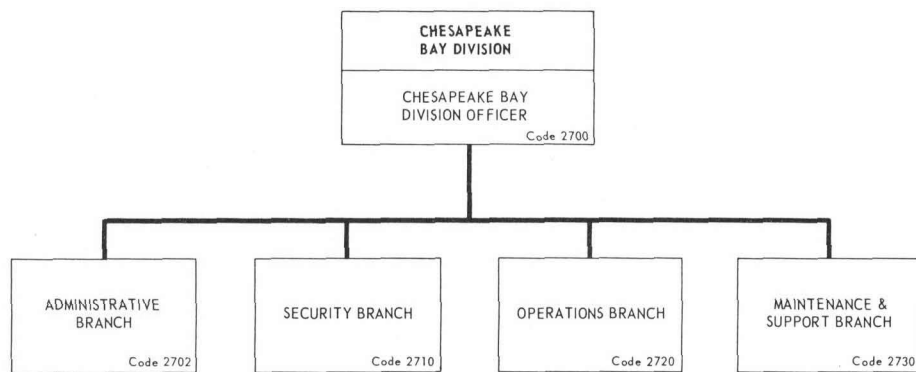 CHESAPEAKE
BAY DIVISION
CHESAPEAKE BAY
DIVISION OFFICER
Code 2700
ADMINISTRATIVE
BRANCH
Code 2702
SECURITY BRANCH
Code 2710
OPERATIONS BRANCH
Code 2720
MAINTENANCE &
SUPPORT BRANCH
Code 2730